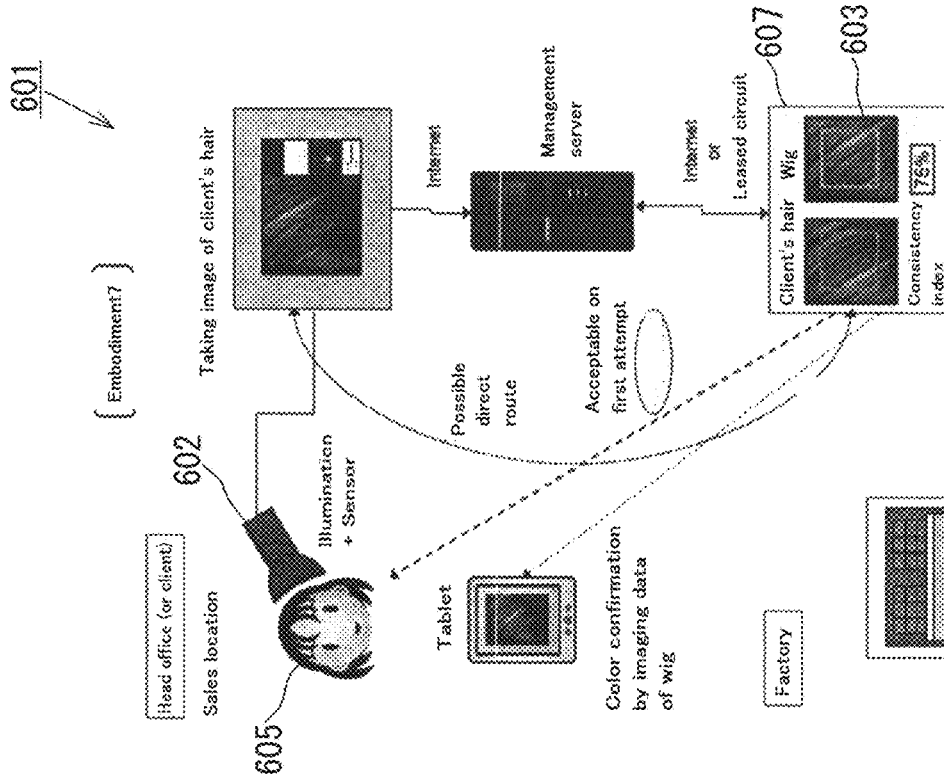 601
[Embodiment7]
Head office (or client)
Sales location
602
605
Illumination
+ Sensor
Taking image of client's hair
Internet
Management
server
Internet
or
Leased circuit
Possible
direct
route
Acceptable on
first attempt
Tablet
Color confirmation
by imaging data
of wig
Factory
607
603
Client's hair
Wig
Consistency
index
76%